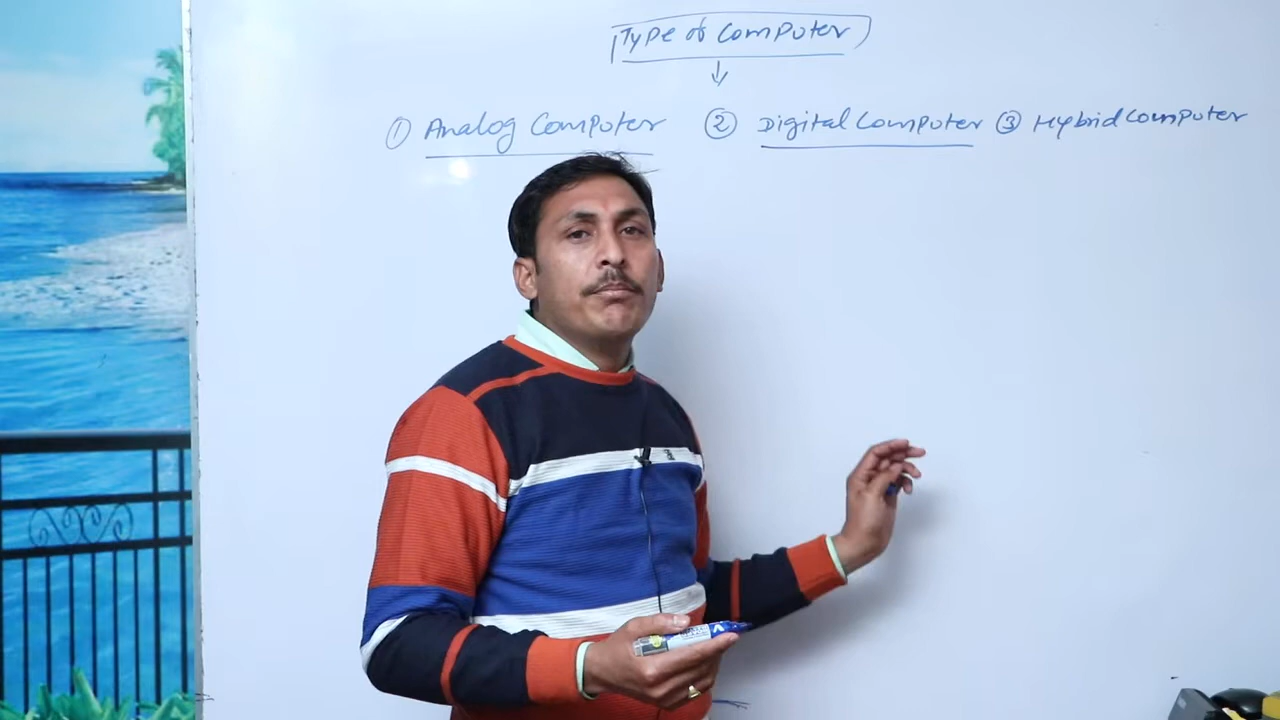 Type of Computer
① Analog Computer ② Digital Computer ③ Hybrid Computer